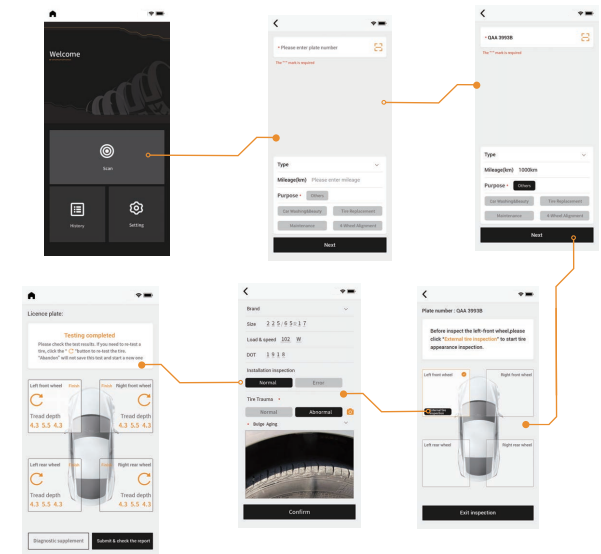 Welcome
Scan
History
Setting
* Please enter plate number
The "*" mark is required
Type
Mileage(km) Please enter mileage
Purpose * Others
Car Washing&Beauty Tire Replacement
Maintenance 4-Wheel Alignment
Next
* QAA 3993B
The "*" mark is required
Type
Mileage(km) 1000km
Purpose * Others
Car Washing&Beauty Tire Replacement
Maintenance 4-Wheel Alignment
Next
Licence plate:
Testing completed
Please check the test results. If you need to re-test a
tire, click the " " button to re-test the tire.
"Abandon" will not save this test and start a new one
Left front wheel Right front wheel
Tread depth Tread depth
4.3 5.5 4.3 4.3 5.5 4.3
Left rear wheel Right rear wheel
Tread depth Tread depth
4.3 5.5 4.3 4.3 5.5 4.3
Diagnostic supplement Submit & check the report
Brand
Size 2 2 5 / 6 5 R 1 7
Load & speed 102 W
DOT 1 9 1 8
Installation inspection
Normal Error
Tire Trauma *
Normal Abnormal
* Bulge Aging
Confirm
Plate number : QAA 3993B
Before inspect the left-front wheel,please
click "External tire inspection" to start tire
appearance inspection.
Left front wheel Right front wheel
Left rear wheel Right rear wheel
Exit inspection